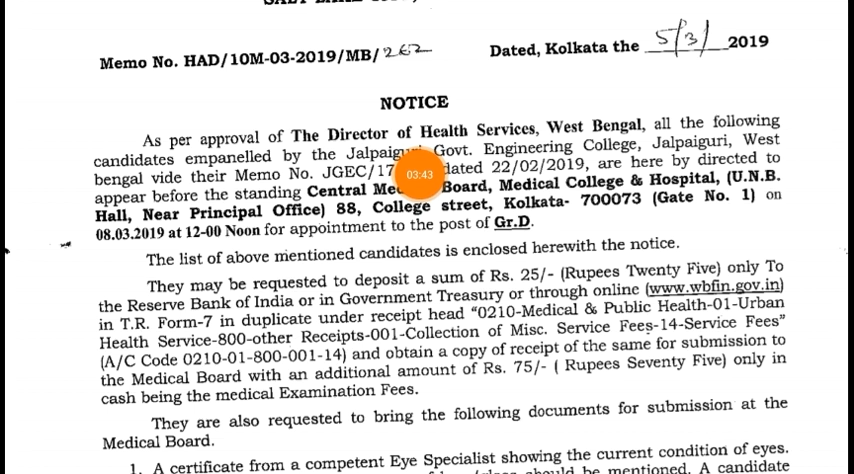 Memo No. HAD/10M-03-2019/MB/262 Dated, Kolkata the 5/3/ 2019
NOTICE
As per approval of The Director of Health Services, West Bengal, all the following
candidates empanelled by the Jalpaiguri Govt. Engineering College, Jalpaiguri, West
bengal vide their Memo No. JGEC/17 dated 22/02/2019, are here by directed to
appear before the standing Central Med Board, Medical College & Hospital, (U.N.B.
Hall, Near Principal Office) 88, College street, Kolkata- 700073 (Gate No. 1) on
08.03.2019 at 12-00 Noon for appointment to the post of Gr.D.
03:43
The list of above mentioned candidates is enclosed herewith the notice.
They may be requested to deposit a sum of Rs. 25/- (Rupees Twenty Five) only To
the Reserve Bank of India or in Government Treasury or through online (www.wbfin.gov.in)
in T.R. Form-7 in duplicate under receipt head "0210-Medical & Public Health-01-Urban
Health Service-800-other Receipts-001-Collection of Misc. Service Fees-14-Service Fees"
(A/C Code 0210-01-800-001-14) and obtain a copy of receipt of the same for submission to
the Medical Board with an additional amount of Rs. 75/- ( Rupees Seventy Five) only in
cash being the medical Examination Fees.
They are also requested to bring the following documents for submission at the
Medical Board.
1. A certificate from a competent Eye Specialist showing the current condition of eyes.
should be mentioned. A candidate